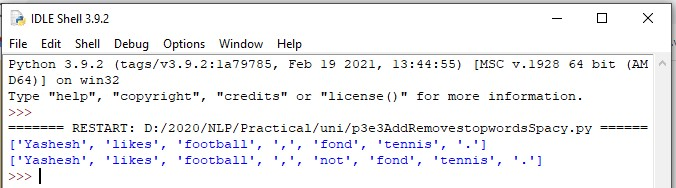 IDLE Shell 3.9.2
File Edit Shell Debug Options Window Help
Python 3.9.2 (tags/v3.9.2:1a79785, Feb 19 2021, 13:44:55) [MSC v.1928 64 bit (AM
D64)] on win32
Type "help", "copyright", "credits" or "license()" for more information.
>>>
======= RESTART: D:/2020/NLP/Practical/uni/p3e3AddRemovestopwordsSpacy.py ======
['Yashesh', 'likes', 'football', ',', 'fond', 'tennis', '.']
['Yashesh', 'likes', 'football', ',', 'not', 'fond', 'tennis', '.']
>>>